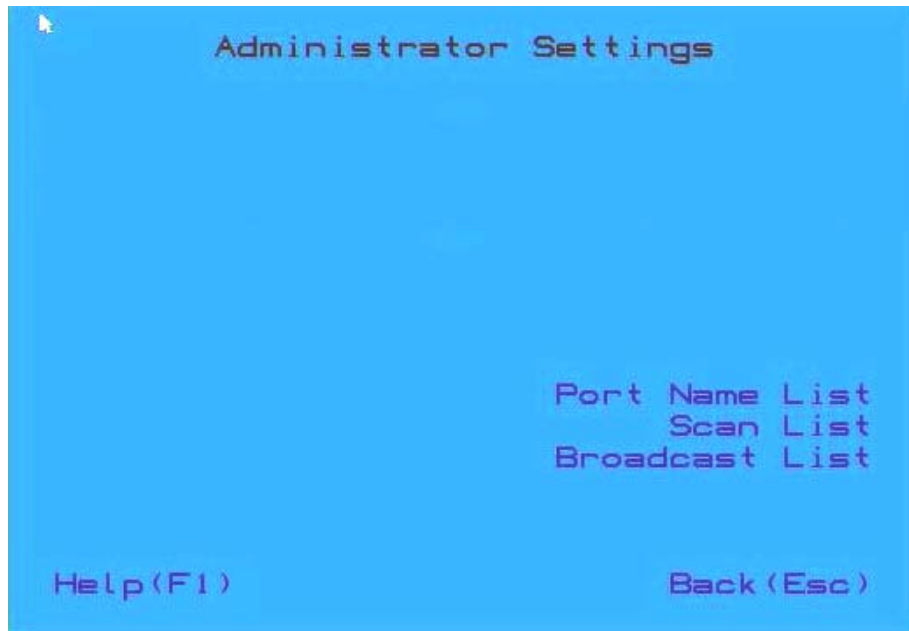 Administrator Settings
Port Name List
Scan List
Broadcast List
Help(F1)
Back(Esc)